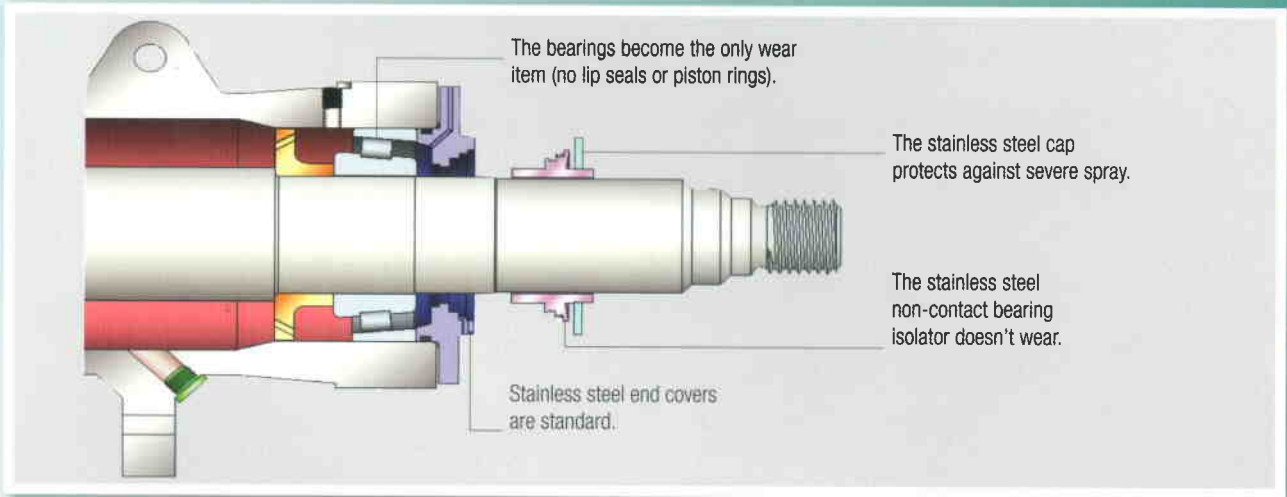 The bearings become the only wear
item (no lip seals or piston rings).
The stainless steel cap
protects against severe spray.
The stainless steel
non-contact bearing
isolator doesn't wear.
Stainless steel end covers
are standard.